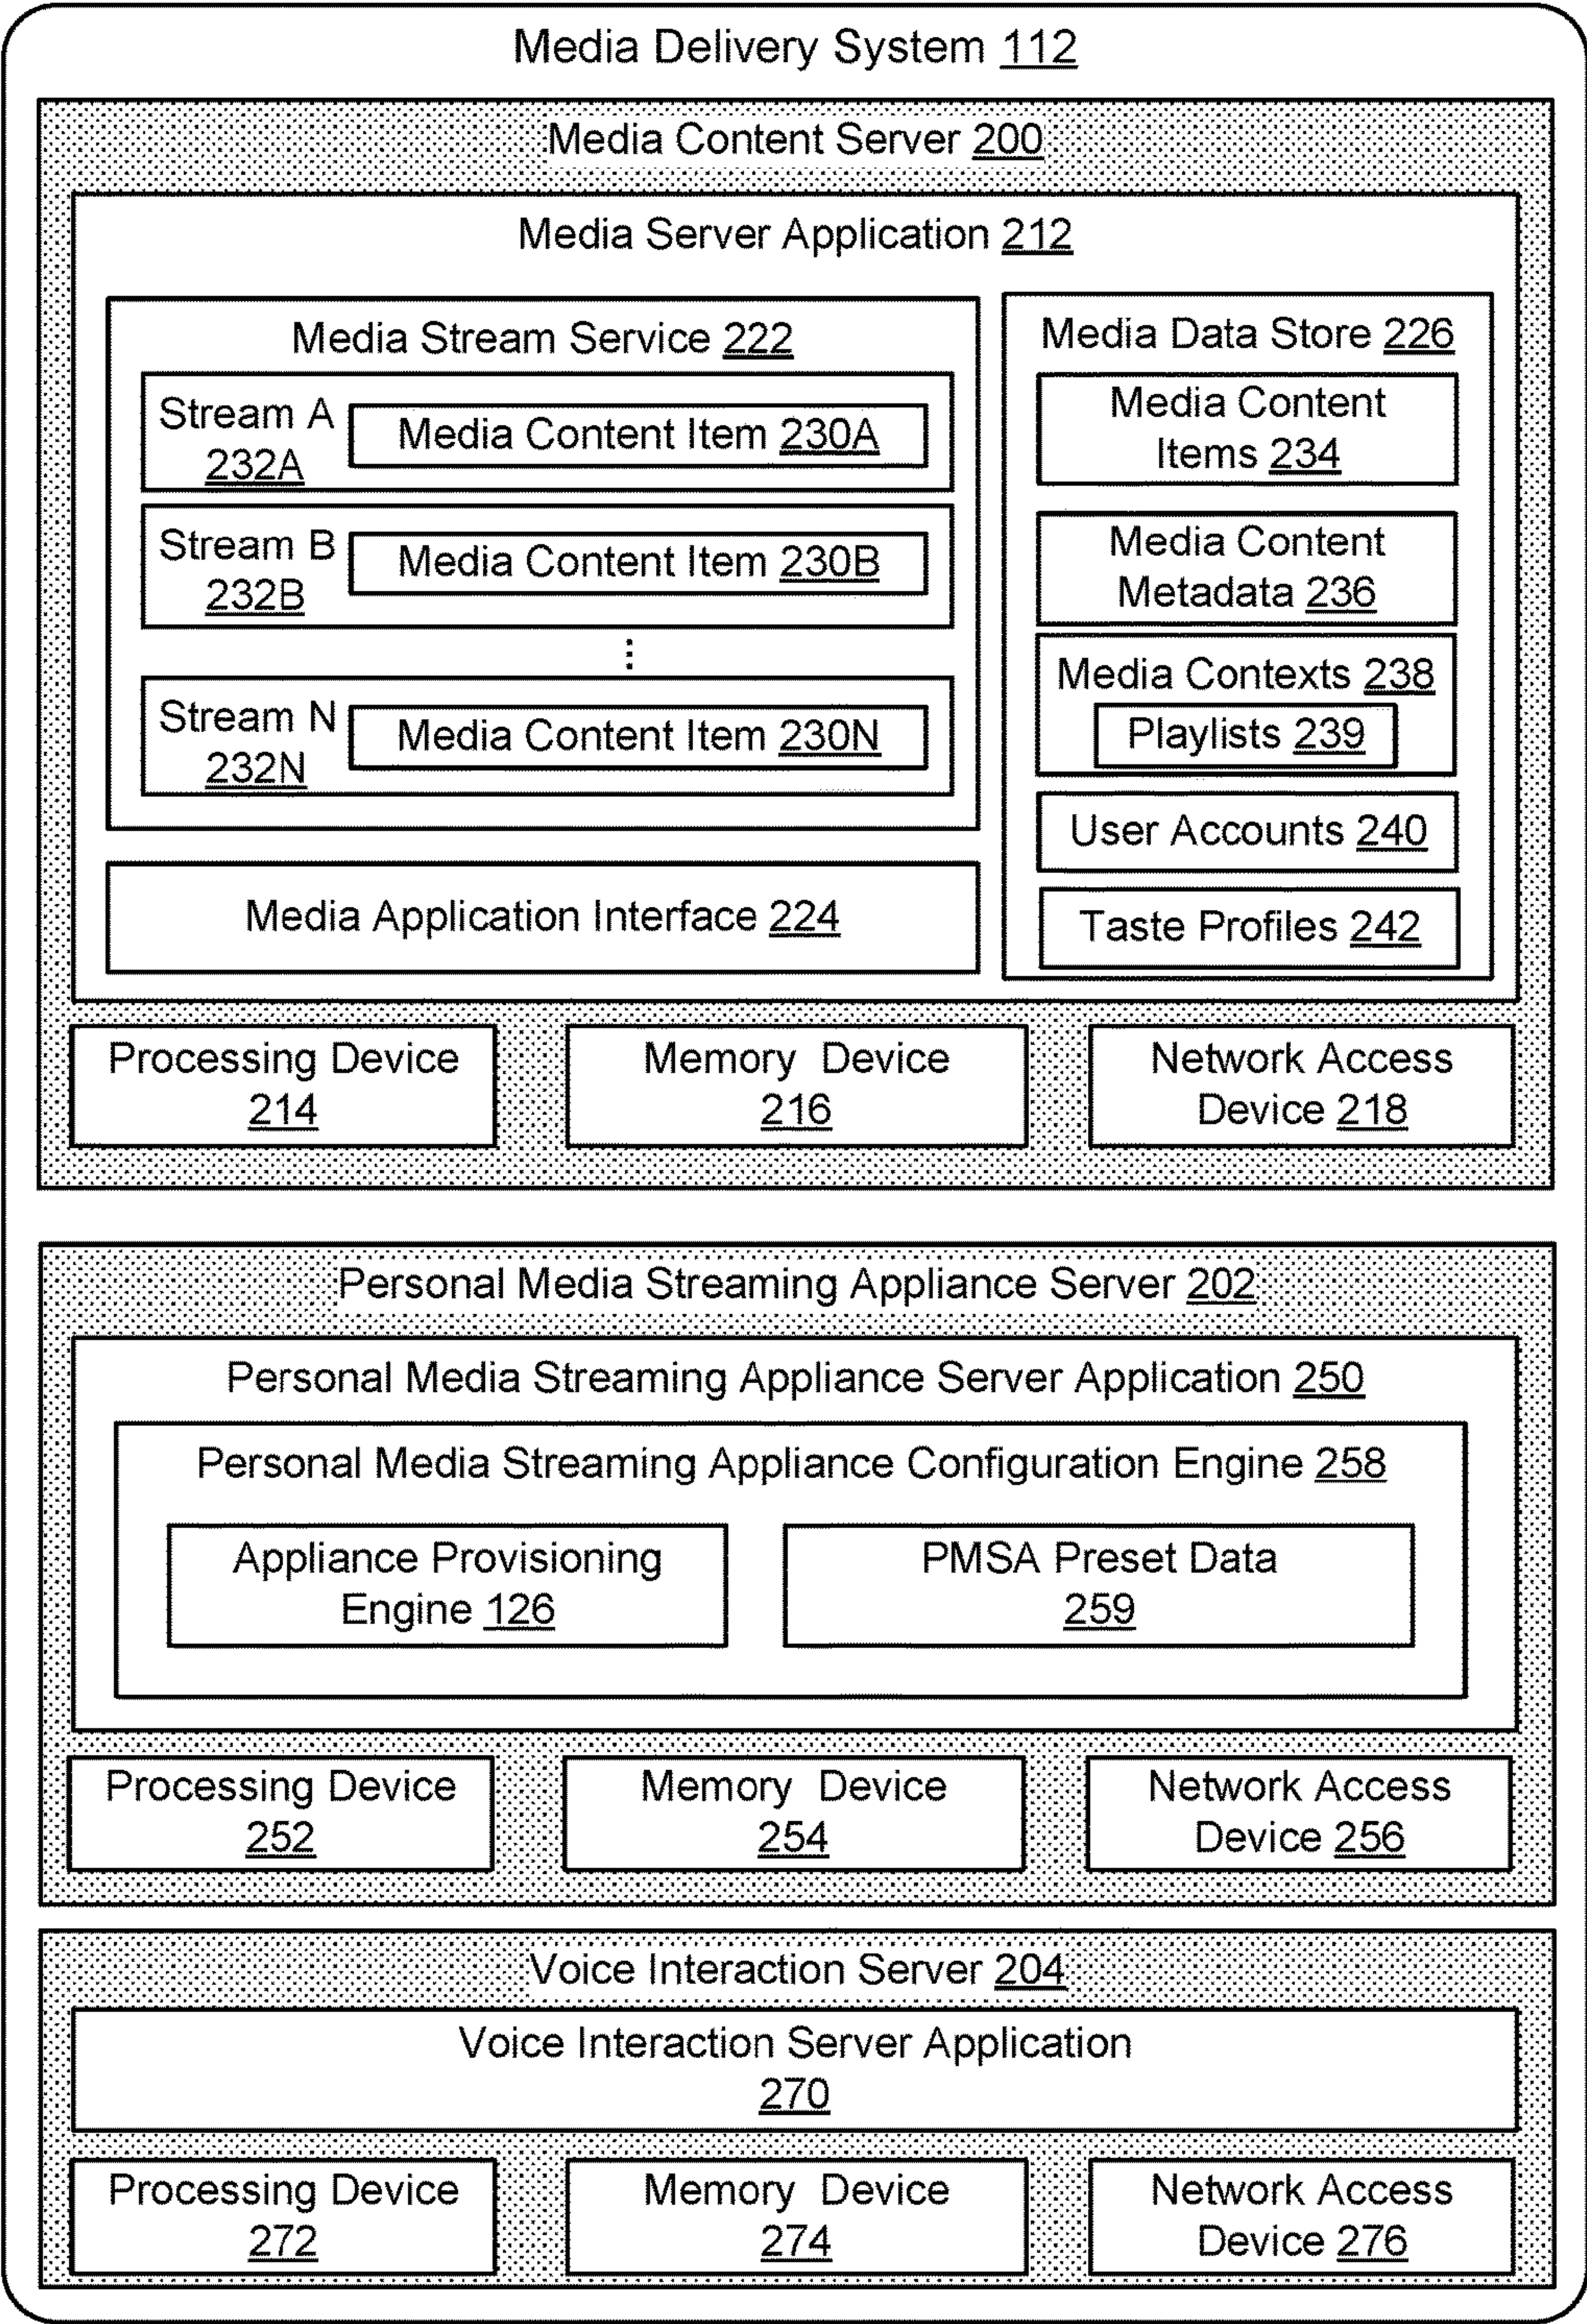 Media Delivery System 112
Media Content Server 200
Media Server Application 212
Media Stream Service 222
Stream A
232A
Media Content Item 230A
Stream B
232B
Media Content Item 230B
⋮
Stream N
232N
Media Content Item 230N
Media Application Interface 224
Media Data Store 226
Media Content
Items 234
Media Content
Metadata 236
Media Contexts 238
Playlists 239
User Accounts 240
Taste Profiles 242
Processing Device
214
Memory Device
216
Network Access
Device 218
Personal Media Streaming Appliance Server 202
Personal Media Streaming Appliance Server Application 250
Personal Media Streaming Appliance Configuration Engine 258
Appliance Provisioning
Engine 126
PMSA Preset Data
259
Processing Device
252
Memory Device
254
Network Access
Device 256
Voice Interaction Server 204
Voice Interaction Server Application
270
Processing Device
272
Memory Device
274
Network Access
Device 276